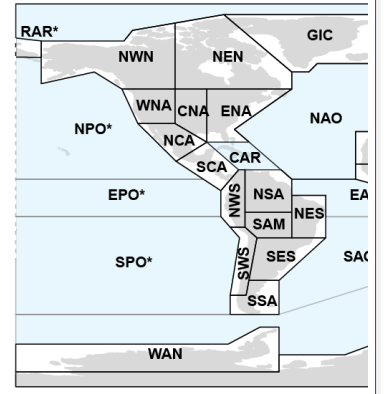 RAR*
GIC
NWN
NEN
WNA
CNA
ENA
NAO
NPO*
NCA
CAR
SCA
EPO*
NWS
NSA
EA
NES
SAM
SPO*
SWS
SES
SAO
SSA
WAN